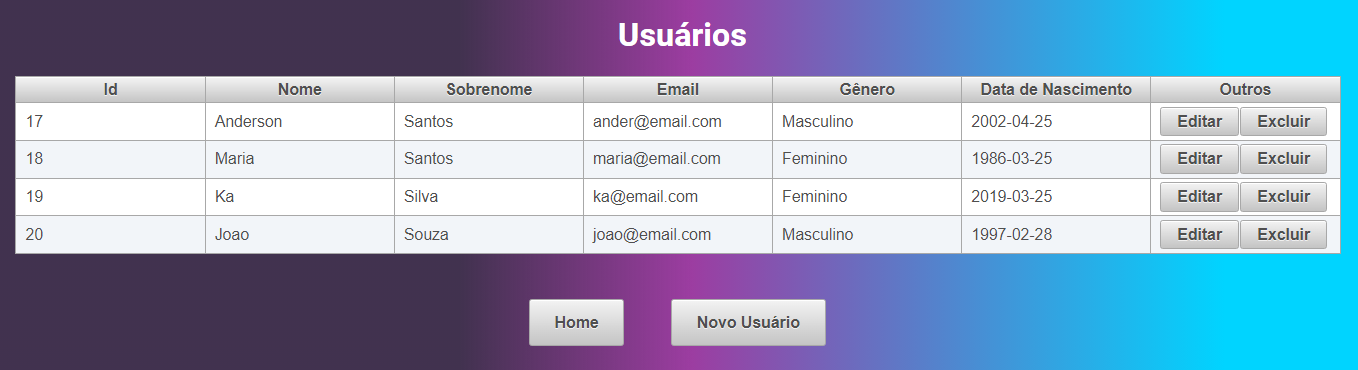 Usuários
Id Nome Sobrenome Email Gênero Data de Nascimento Outros
17 Anderson Santos ander@email.com Masculino 2002-04-25 Editar Excluir
18 Maria Santos maria@email.com Feminino 1986-03-25 Editar Excluir
19 Ka Silva ka@email.com Feminino 2019-03-25 Editar Excluir
20 Joao Souza joao@email.com Masculino 1997-02-28 Editar Excluir
Home Novo Usuário